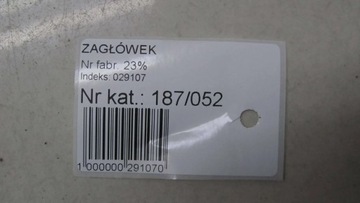 ZAGŁÓWEK
Nr fabr. 23%
Indeks: 029107
Nr kat.: 187/052
1 000000 291070